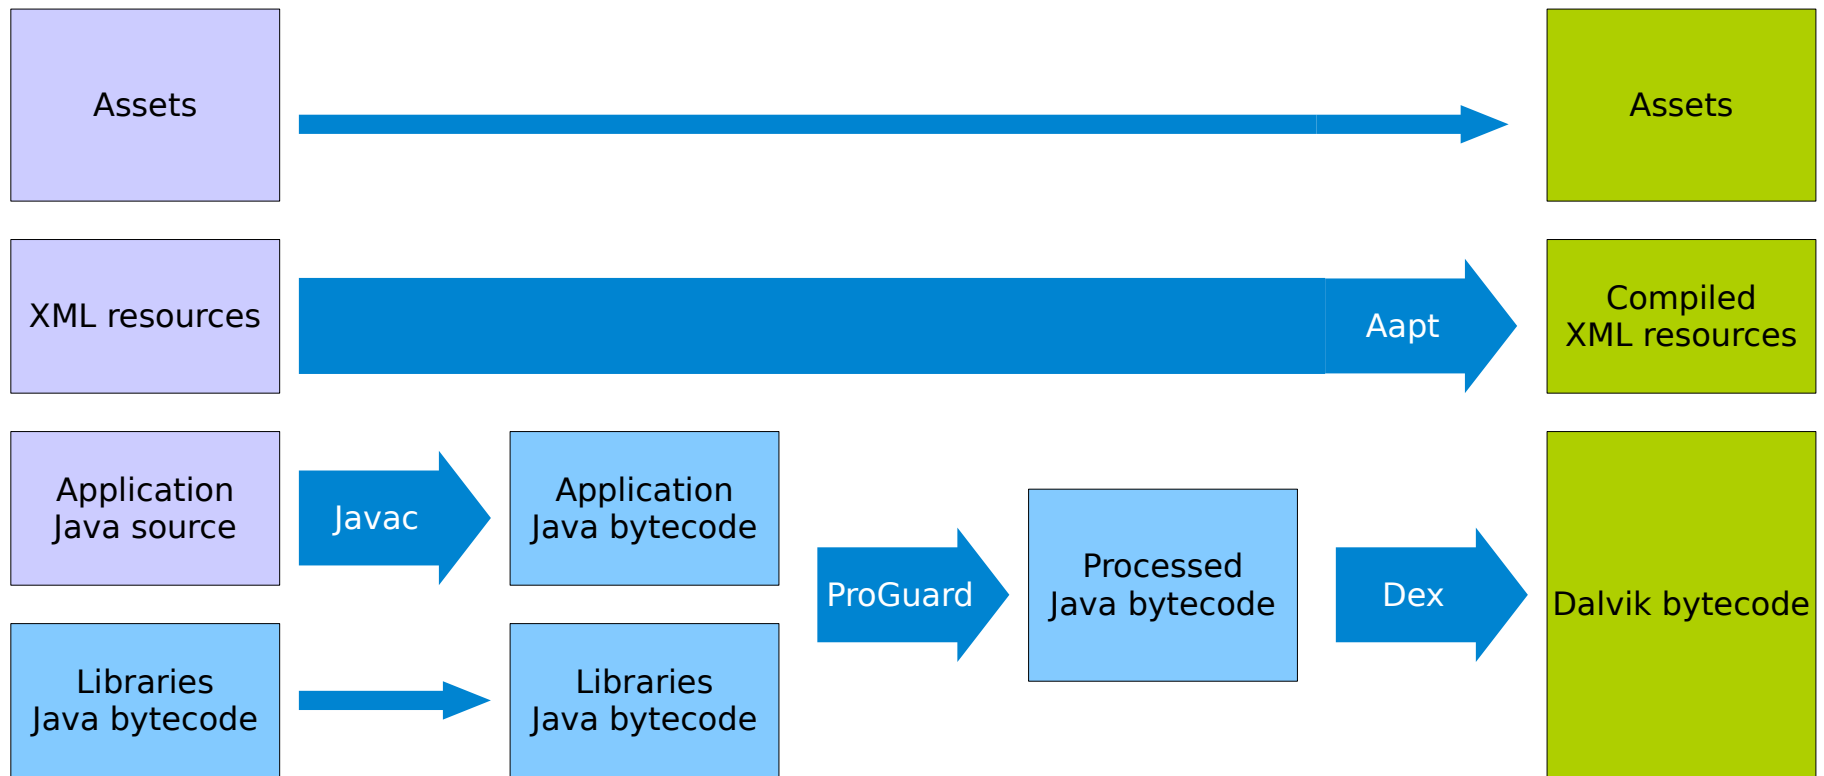 Assets
Assets
XML resources
Aapt
Compiled
XML resources
Application
Java source
Javac
Application
Java bytecode
ProGuard
Processed
Java bytecode
Dex
Dalvik bytecode
Libraries
Java bytecode
Libraries
Java bytecode